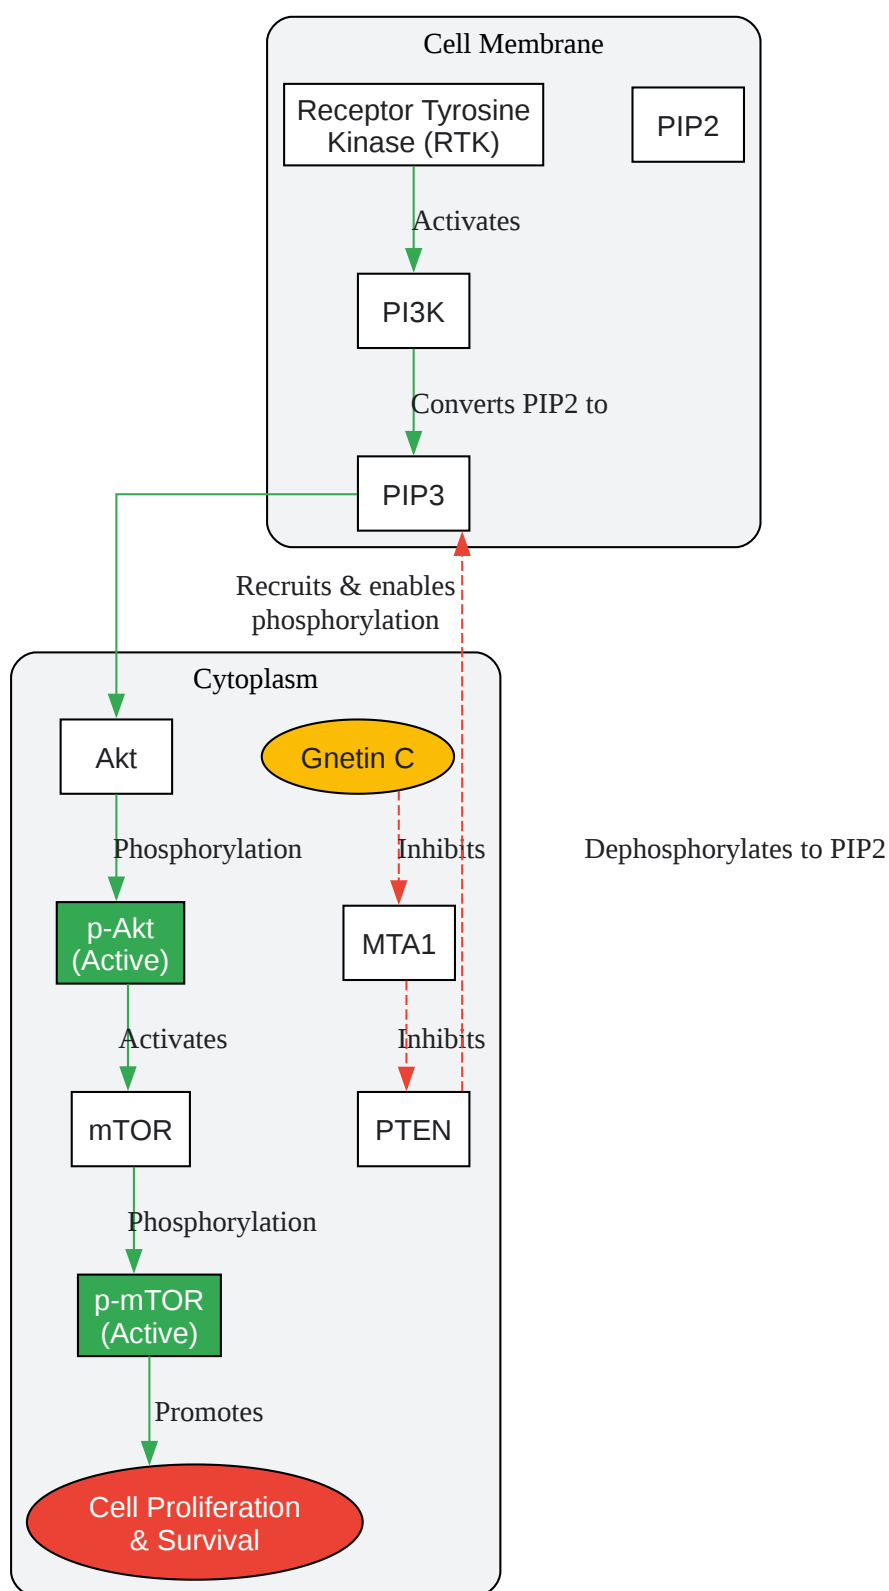 Cell Membrane
Receptor Tyrosine
Kinase (RTK)
PIP2
Activates
PI3K
Converts PIP2 to
PIP3
Recruits & enables
phosphorylation
Cytoplasm
Akt
Gnetin C
Phosphorylation
Inhibits
Dephosphorylates to PIP2
p-Akt
(Active)
MTA1
Activates
Inhibits
mTOR
PTEN
Phosphorylation
p-mTOR
(Active)
Promotes
Cell Proliferation
& Survival